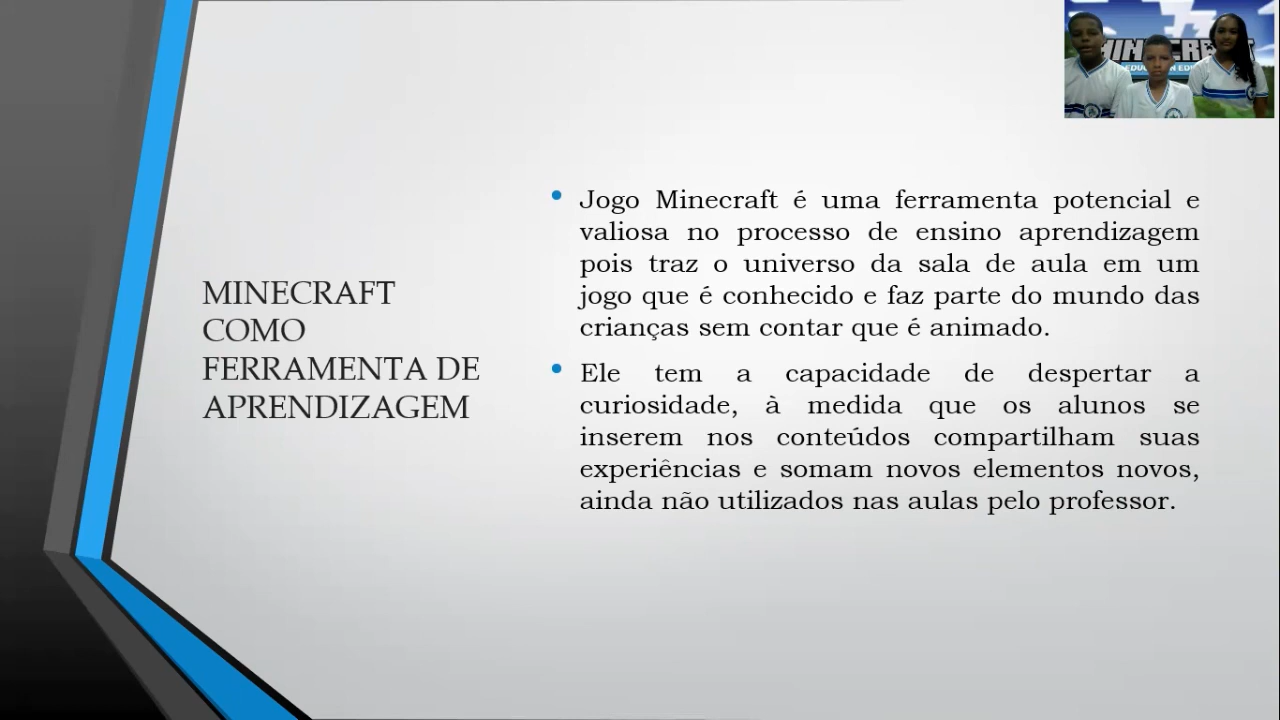 MINECRAFT
COMO
FERRAMENTA DE
APRENDIZAGEM
• Jogo Minecraft é uma ferramenta potencial e
valiosa no processo de ensino aprendizagem
pois traz o universo da sala de aula em um
jogo que é conhecido e faz parte do mundo das
crianças sem contar que é animado.
• Ele tem a capacidade de despertar a
curiosidade, à medida que os alunos se
inserem nos conteúdos compartilham suas
experiências e somam novos elementos novos,
ainda não utilizados nas aulas pelo professor.